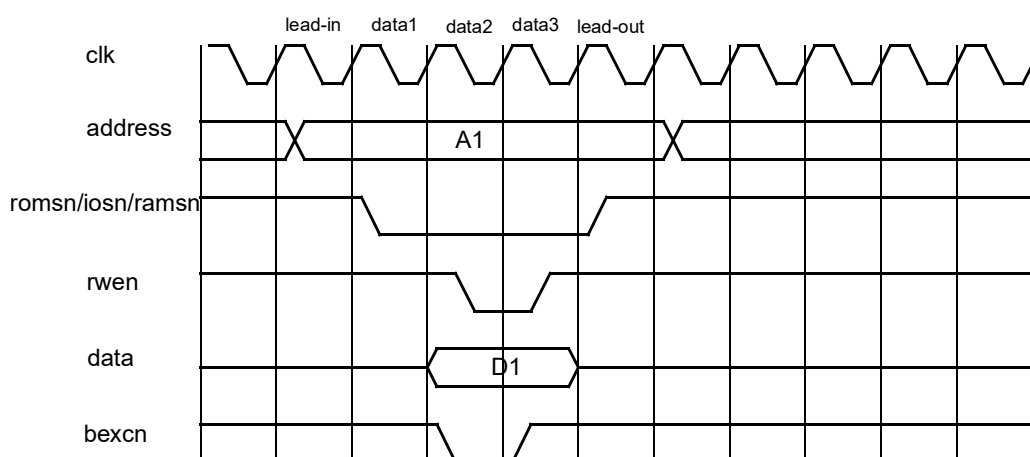 lead-in data1 data2 data3 lead-out
clk
address
A1
romsn/iosn/ramsn
rwen
data
D1
bexcn